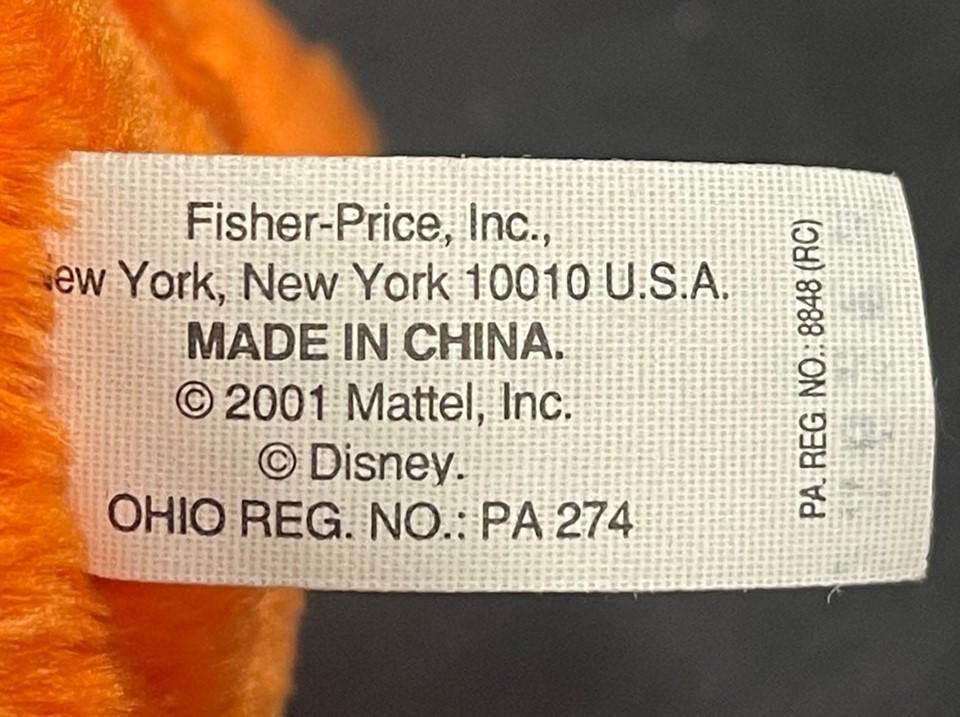 Fisher-Price, Inc.,
ew York, New York 10010 U.S.A.
MADE IN CHINA.
© 2001 Mattel, Inc.
© Disney.
OHIO REG. NO.: PA 274
PA. REG. NO.: 8848 (RC)